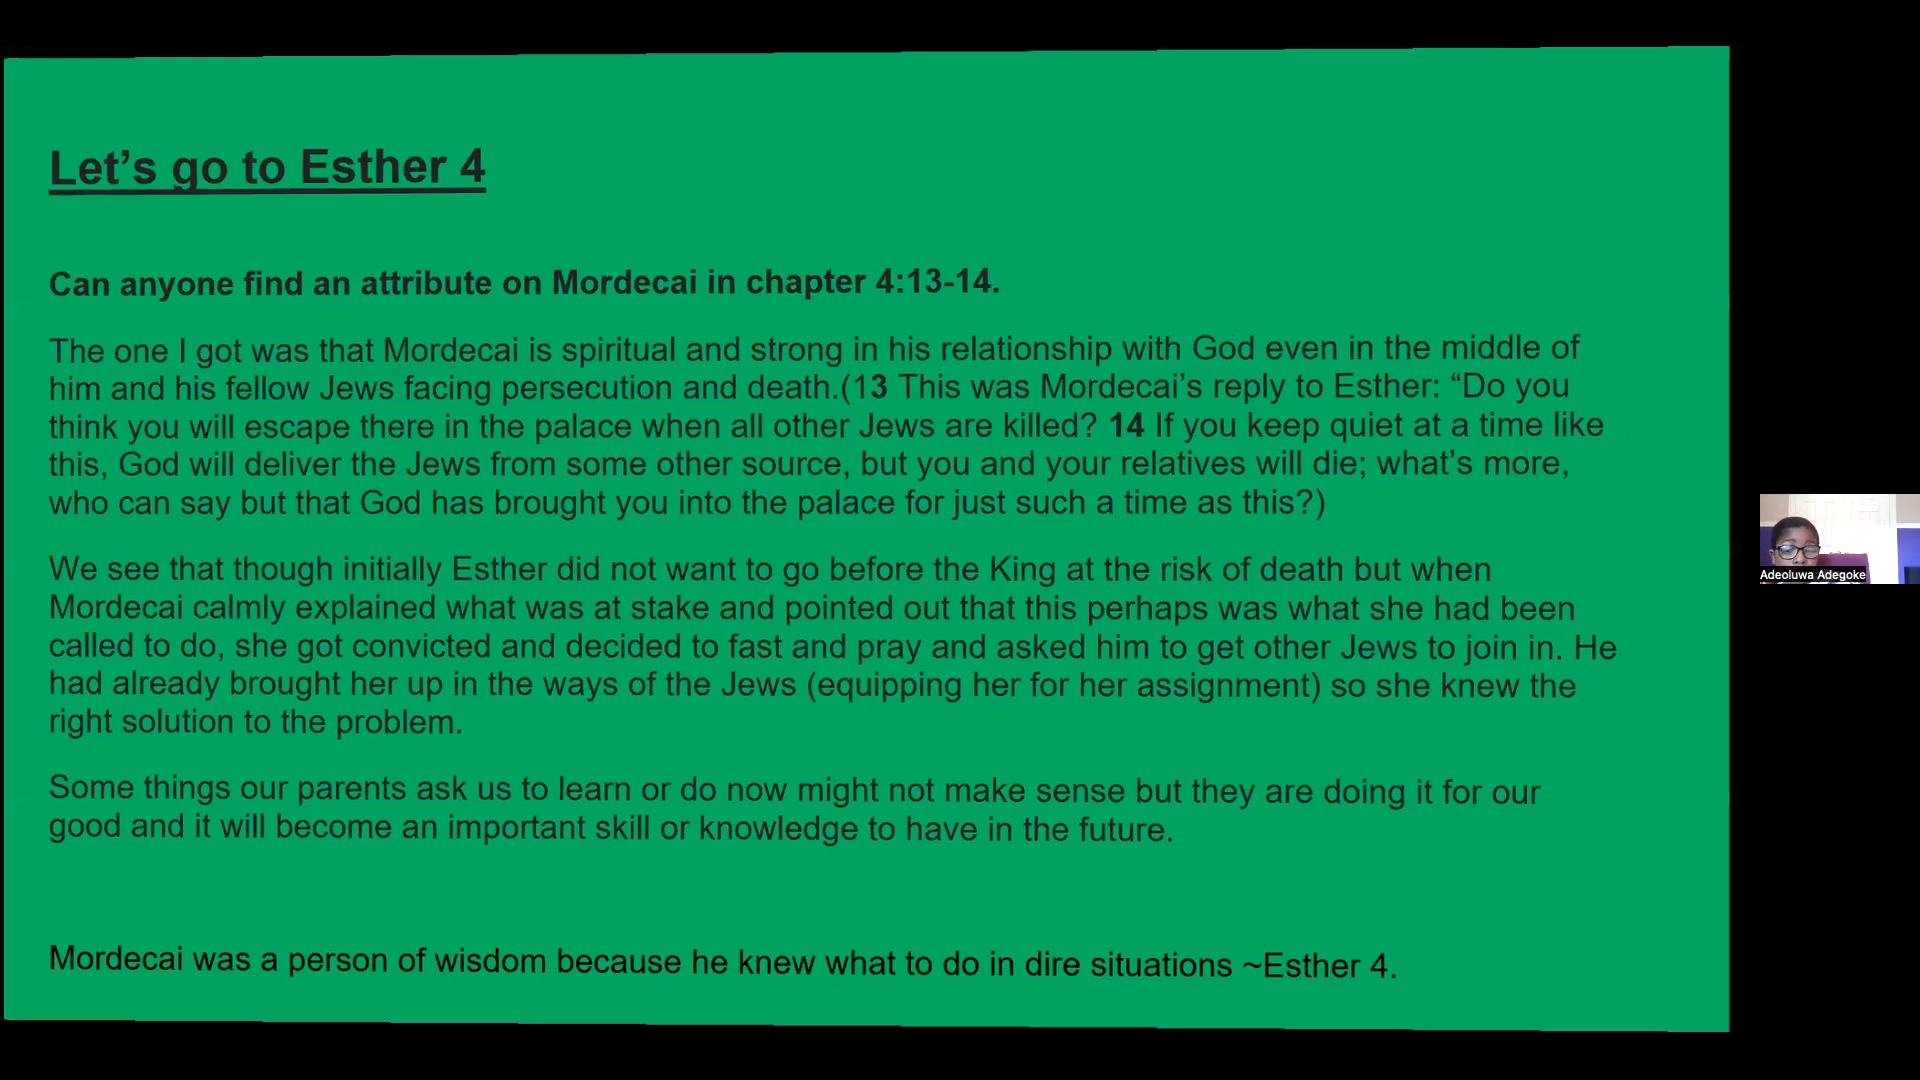 Let’s go to Esther 4
Can anyone find an attribute on Mordecai in chapter 4:13-14.
The one I got was that Mordecai is spiritual and strong in his relationship with God even in the middle of
him and his fellow Jews facing persecution and death.(13 This was Mordecai’s reply to Esther: “Do you
think you will escape there in the palace when all other Jews are killed? 14 If you keep quiet at a time like
this, God will deliver the Jews from some other source, but you and your relatives will die; what’s more,
who can say but that God has brought you into the palace for just such a time as this?)
We see that though initially Esther did not want to go before the King at the risk of death but when
Mordecai calmly explained what was at stake and pointed out that this perhaps was what she had been
called to do, she got convicted and decided to fast and pray and asked him to get other Jews to join in. He
had already brought her up in the ways of the Jews (equipping her for her assignment) so she knew the
right solution to the problem.
Some things our parents ask us to learn or do now might not make sense but they are doing it for our
good and it will become an important skill or knowledge to have in the future.
Mordecai was a person of wisdom because he knew what to do in dire situations ~Esther 4.
Adeoluwa Adegoke